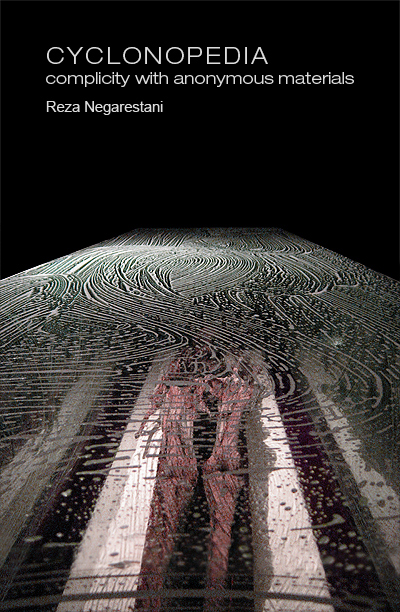 CYCLONOPEDIA
complicity with anonymous materials
Reza Negarestani